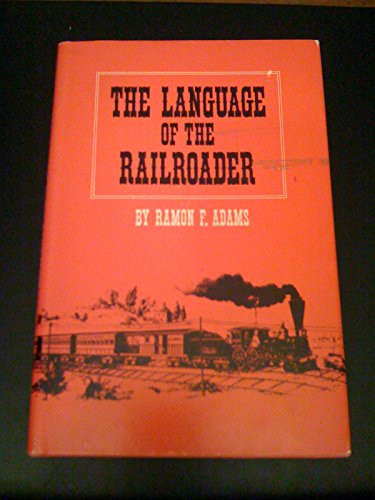 THE LANGUAGE
OF THE
RAILROADER
BY RAMON F. ADAMS